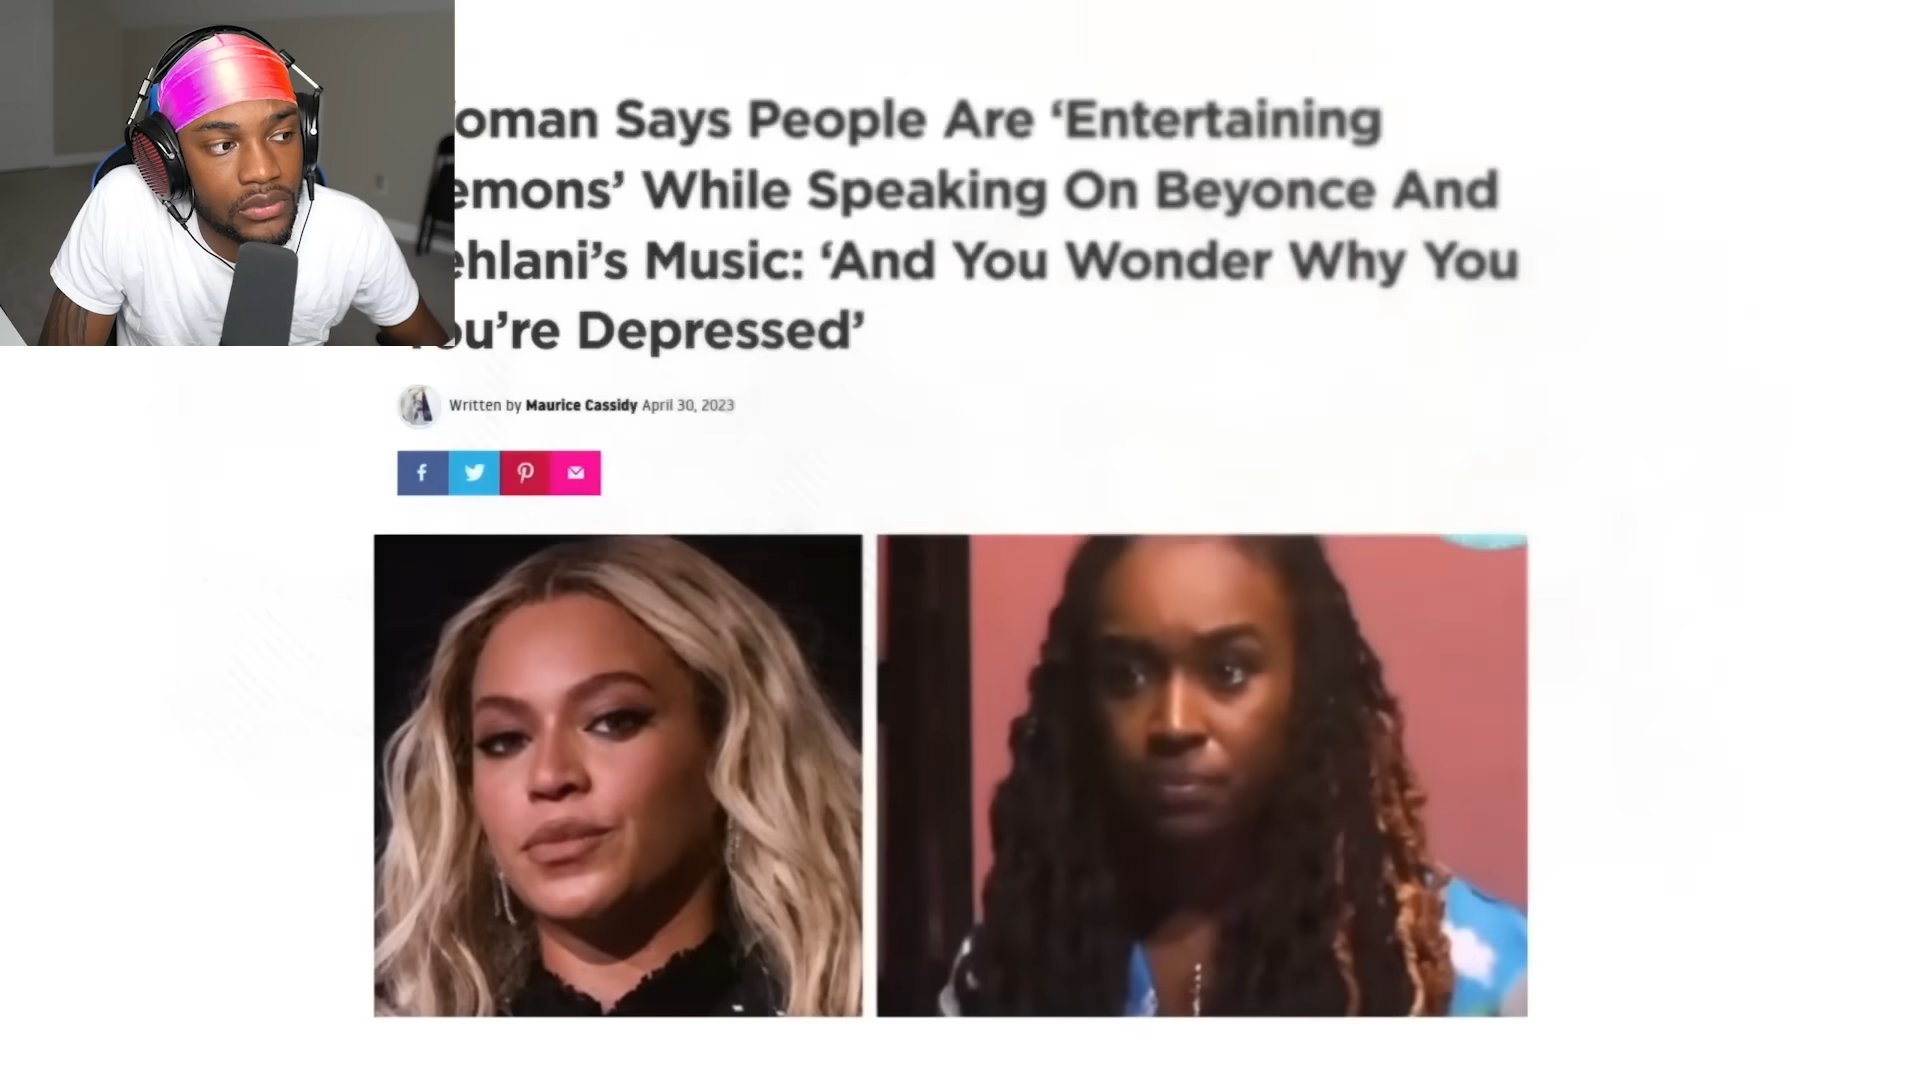 oman Says People Are ‘Entertaining
emons’ While Speaking On Beyonce And
ehlani’s Music: ‘And You Wonder Why You
ou’re Depressed’
Written by Maurice Cassidy April 30, 2023